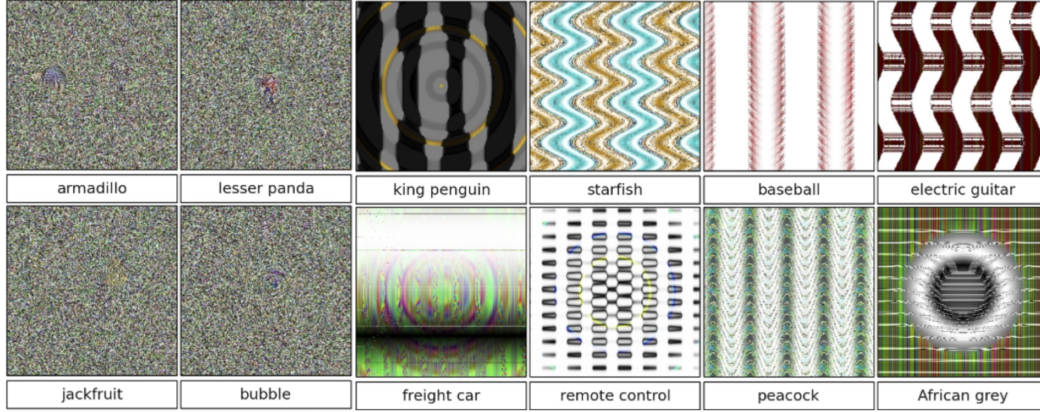 armadillo
lesser panda
king penguin
starfish
baseball
electric guitar
jackfruit
bubble
freight car
remote control
peacock
African grey